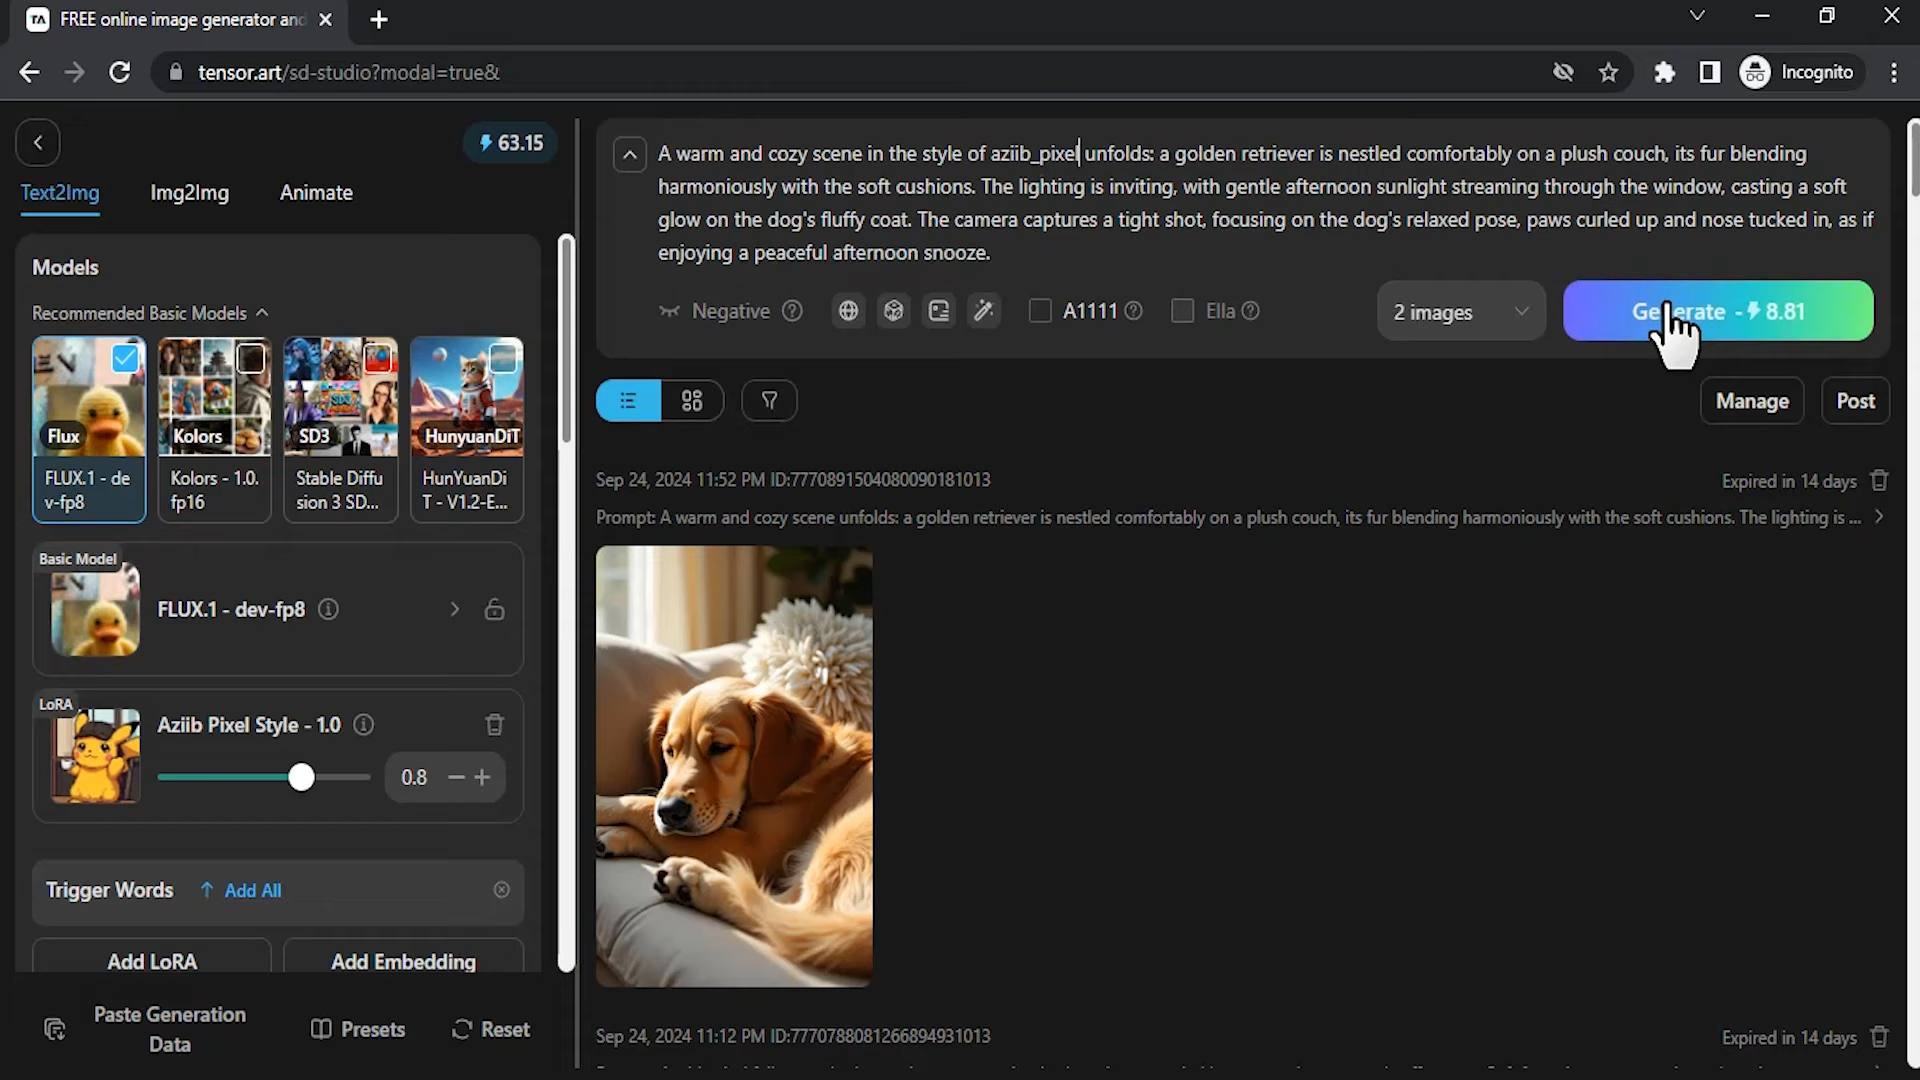 TA FREE online image generator and
tensor.art/sd-studio?modal=true&
Incognito
63.15
Text2Img Img2Img Animate
Models
Recommended Basic Models
Flux
Kolors
SD3
HunyuanDiT
FLUX.1 - de
v-fp8
Kolors - 1.0.
fp16
Stable Diffu
sion 3 SD...
HunYuanDi
T - V1.2-E...
Basic Model
FLUX.1 - dev-fp8
LoRA
Aziib Pixel Style - 1.0
0.8
Trigger Words Add All
Add LoRA Add Embedding
Paste Generation
Data
Presets Reset
A warm and cozy scene in the style of aziib_pixel unfolds: a golden retriever is nestled comfortably on a plush couch, its fur blending
harmoniously with the soft cushions. The lighting is inviting, with gentle afternoon sunlight streaming through the window, casting a soft
glow on the dog's fluffy coat. The camera captures a tight shot, focusing on the dog's relaxed pose, paws curled up and nose tucked in, as if
enjoying a peaceful afternoon snooze.
Negative A1111 Ella 2 images Generate - 8.81
Manage Post
Sep 24, 2024 11:52 PM ID:7770891504080090181013 Expired in 14 days
Prompt: A warm and cozy scene unfolds: a golden retriever is nestled comfortably on a plush couch, its fur blending harmoniously with the soft cushions. The lighting is ...
Sep 24, 2024 11:12 PM ID:7770788081266894931013 Expired in 14 days